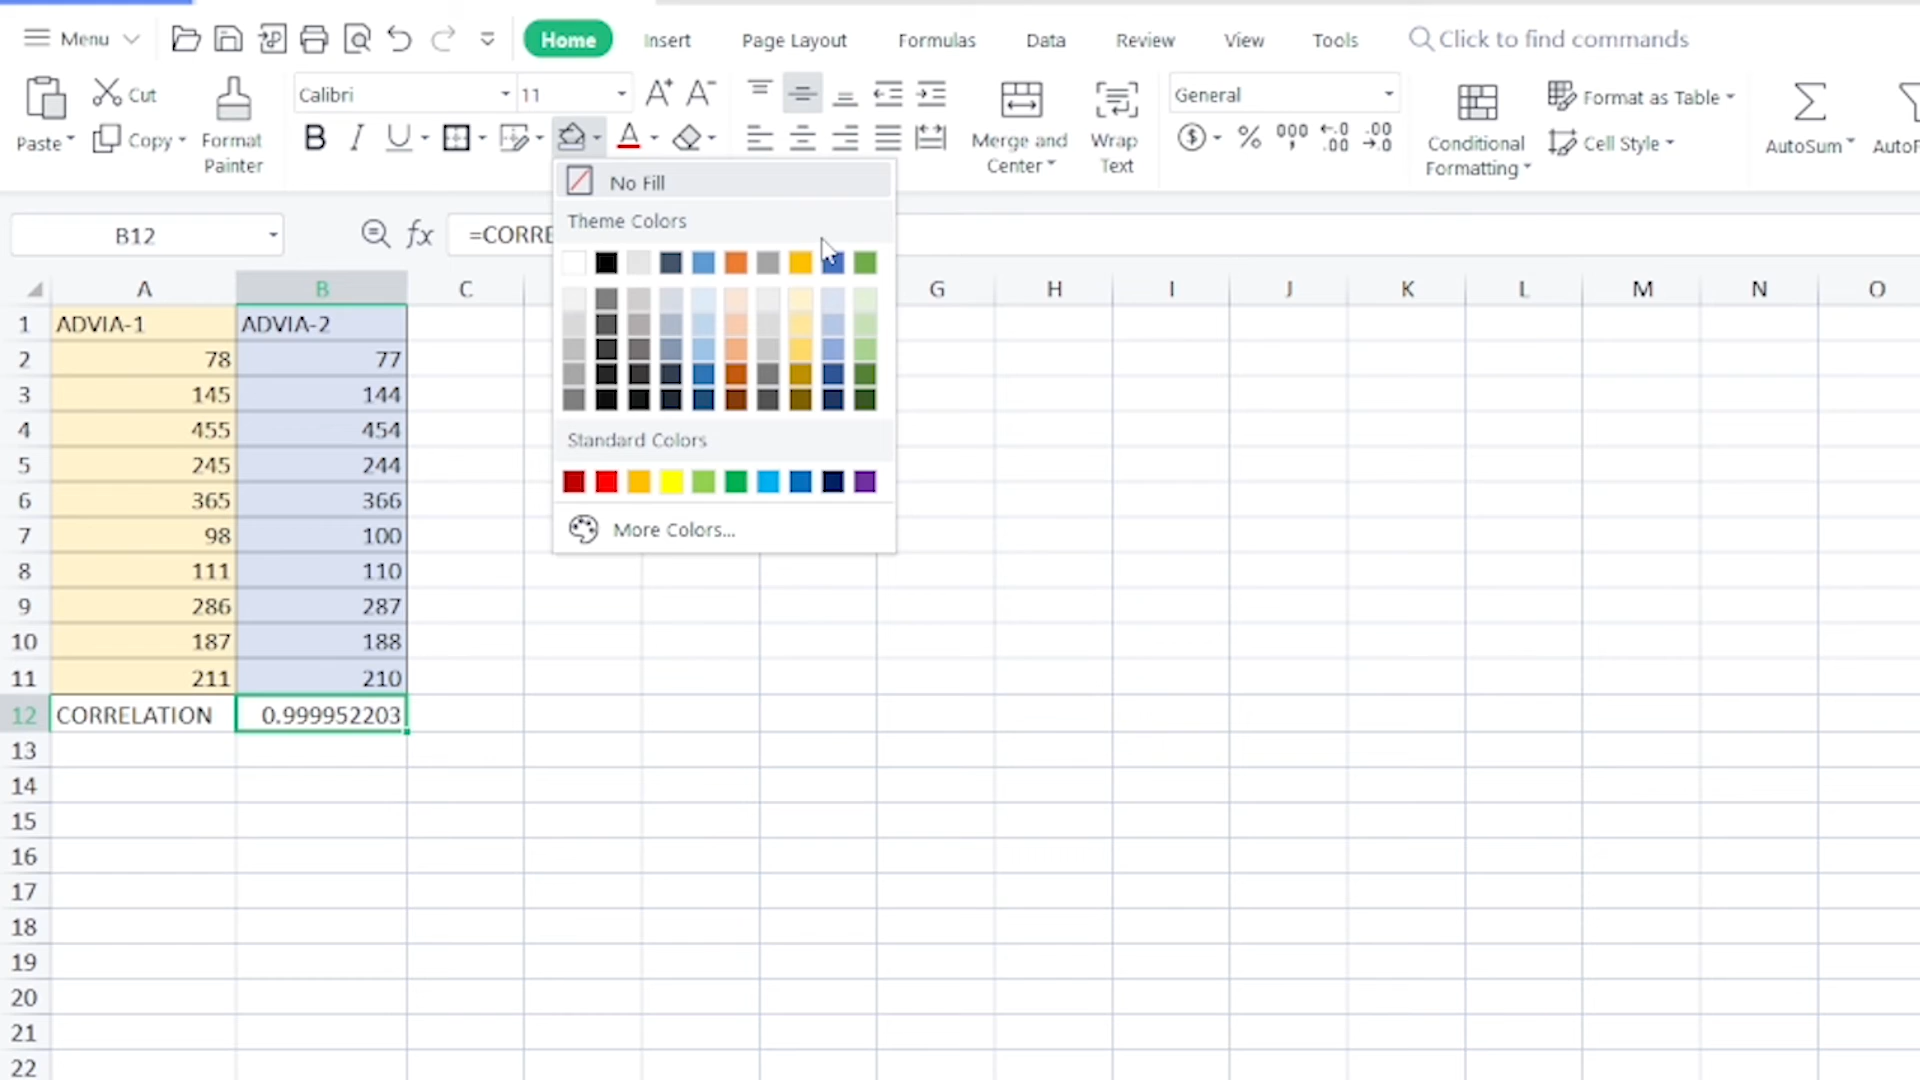 Menu Home Insert Page Layout Formulas Data Review View Tools Click to find commands
Paste Cut Copy Format Painter Calibri 11 A+ A- Merge and Center Wrap Text General Conditional Formatting Format as Table Cell Style AutoSum
B I U A $ % 000 ←.0 .00 .00 →.0
B12 fx =CORRE
No Fill
Theme Colors
A B C G H I J K L M N O
1 ADVIA-1 ADVIA-2
2 78 77
3 145 144
4 455 454
Standard Colors
5 245 244
6 365 366
More Colors...
7 98 100
8 111 110
9 286 287
10 187 188
11 211 210
12 CORRELATION 0.999952203
13
14
15
16
17
18
19
20
21
22